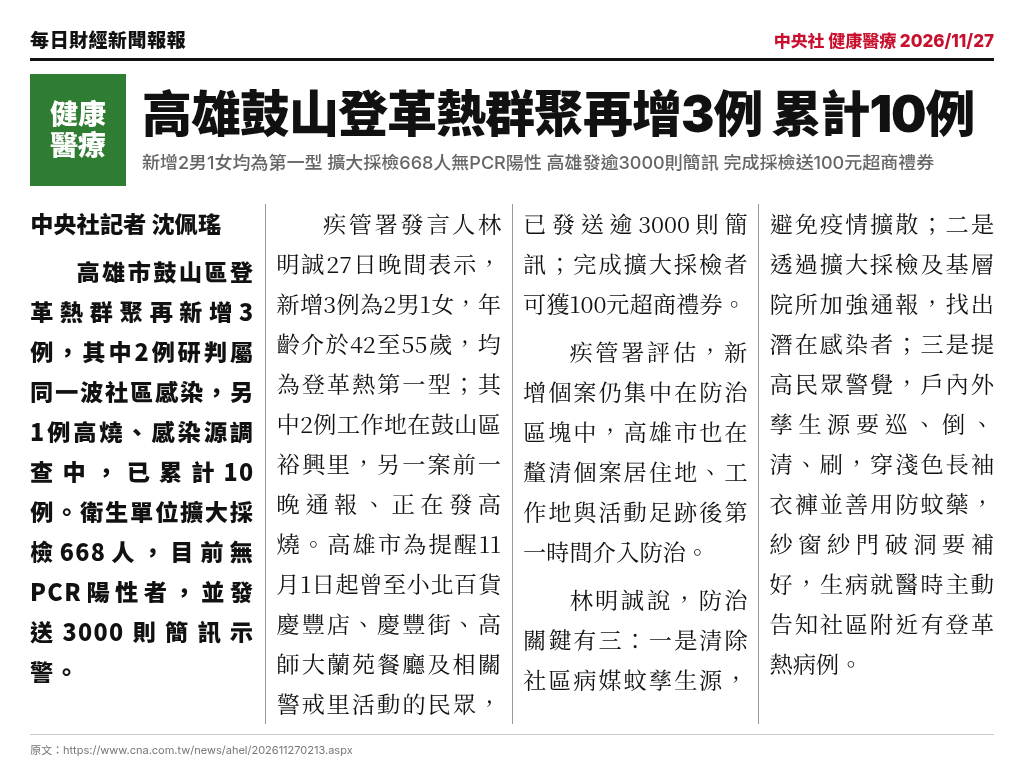 每日財經新聞報報
中央社 健康醫療 2026/11/27
健康
醫療
高雄鼓山登革熱群聚再增3例 累計10例
新增2男1女均為第一型 擴大採檢668人無PCR陽性 高雄發逾3000則簡訊 完成採檢送100元超商禮券
中央社記者 沈佩瑤
高雄市鼓山區登
革熱群聚再新增3
例，其中2例研判屬
同一波社區感染，另
1例高燒、感染源調
查中，已累計10
例。衛生單位擴大採
檢668人，目前無
PCR陽性者，並發
送3000則簡訊示
警。
疾管署發言人林
明誠27日晚間表示，
新增3例為2男1女，年
齡介於42至55歲，均
為登革熱第一型；其
中2例工作地在鼓山區
裕興里，另一案前一
晚通報、正在發高
燒。高雄市為提醒11
月1日起曾至小北百貨
慶豐店、慶豐街、高
師大蘭苑餐廳及相關
警戒里活動的民眾，
已發送逾3000則簡
訊；完成擴大採檢者
可獲100元超商禮券。
疾管署評估，新
增個案仍集中在防治
區塊中，高雄市也在
釐清個案居住地、工
作地與活動足跡後第
一時間介入防治。
林明誠說，防治
關鍵有三：一是清除
社區病媒蚊孳生源，
避免疫情擴散；二是
透過擴大採檢及基層
院所加強通報，找出
潛在感染者；三是提
高民眾警覺，戶內外
孳生源要巡、倒、
清、刷，穿淺色長袖
衣褲並善用防蚊藥，
紗窗紗門破洞要補
好，生病就醫時主動
告知社區附近有登革
熱病例。
原文：https://www.cna.com.tw/news/ahel/202611270213.aspx